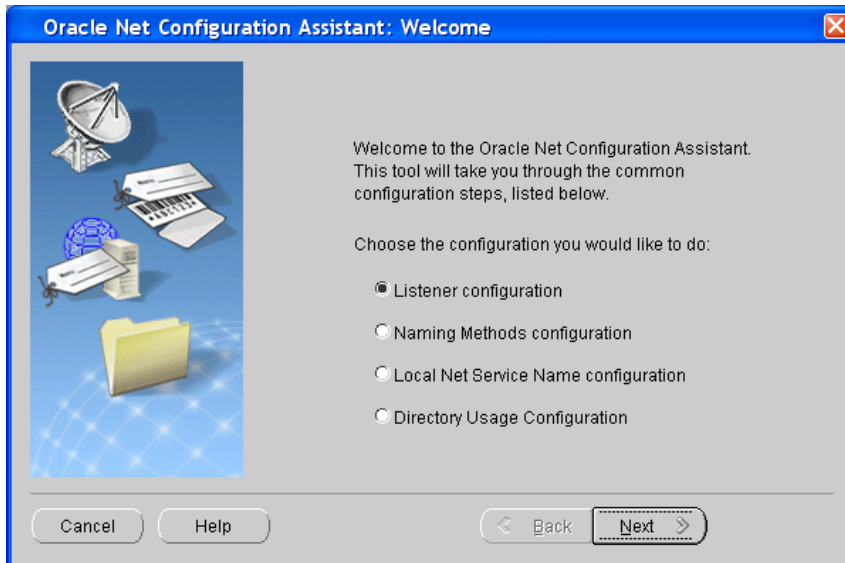 Oracle Net Configuration Assistant: Welcome
Welcome to the Oracle Net Configuration Assistant.
This tool will take you through the common
configuration steps, listed below.
Choose the configuration you would like to do:
Listener configuration
Naming Methods configuration
Local Net Service Name configuration
Directory Usage Configuration
Cancel
Help
Back
Next